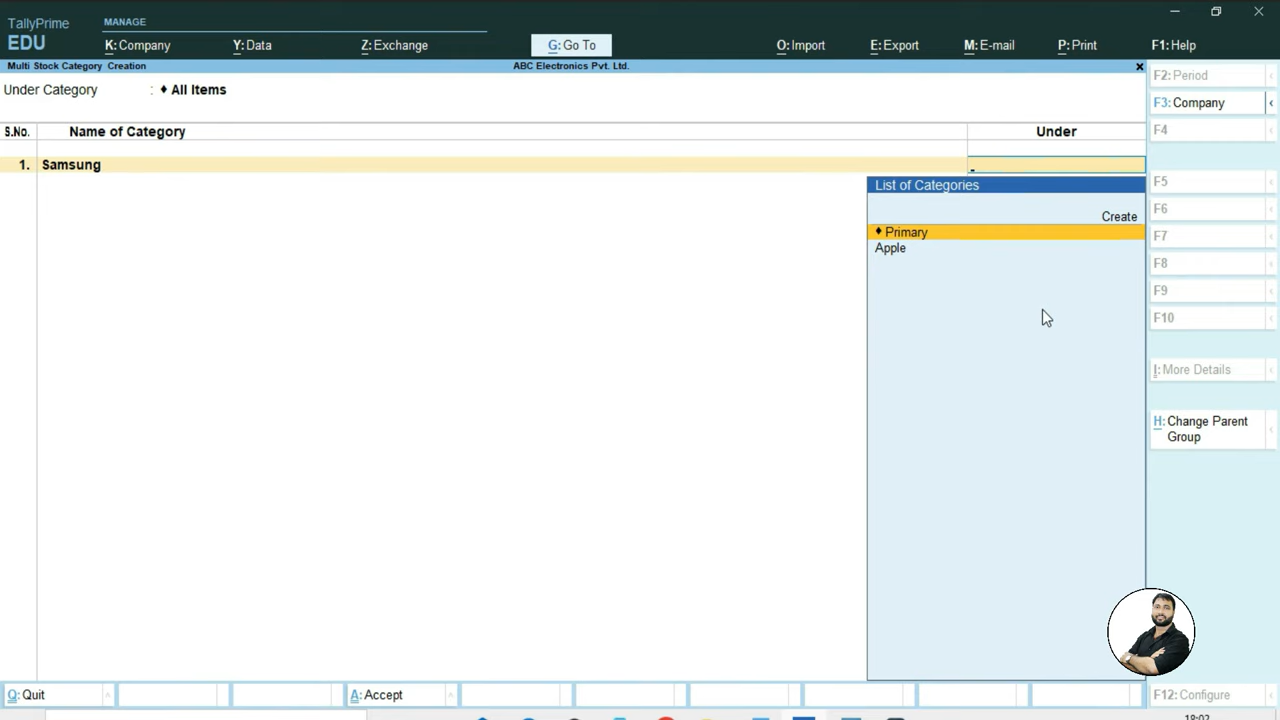 TallyPrime
EDU
MANAGE
K: Company
Y: Data
Z: Exchange
G: Go To
O: Import
E: Export
M: E-mail
P: Print
F1: Help
Multi Stock Category Creation
ABC Electronics Pvt. Ltd.
Under Category : ♦ All Items
S.No. Name of Category Under
1. Samsung
List of Categories
Create
♦ Primary
Apple
F2: Period
F3: Company
F4
F5
F6
F7
F8
F9
F10
I: More Details
H: Change Parent
Group
Q: Quit
A: Accept
F12: Configure
18:02